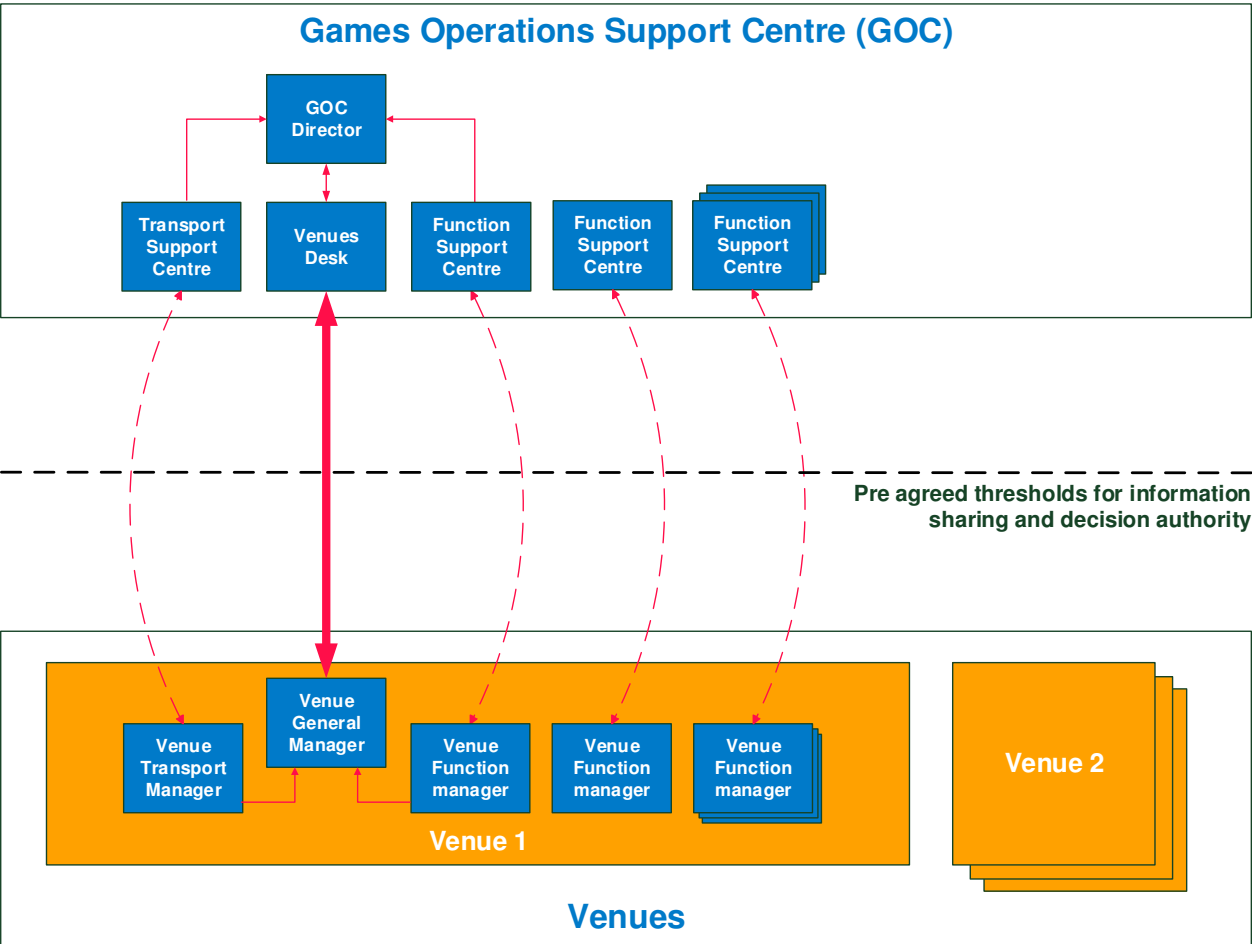 Games Operations Support Centre (GOC)
GOC
Director
Transport
Support
Centre
Venues
Desk
Function
Support
Centre
Function
Support
Centre
Function
Support
Centre
Pre agreed thresholds for information
sharing and decision authority
Venue
General
Manager
Venue
Transport
Manager
Venue
Function
manager
Venue
Function
manager
Venue
Function
manager
Venue 1
Venue 2
Venues